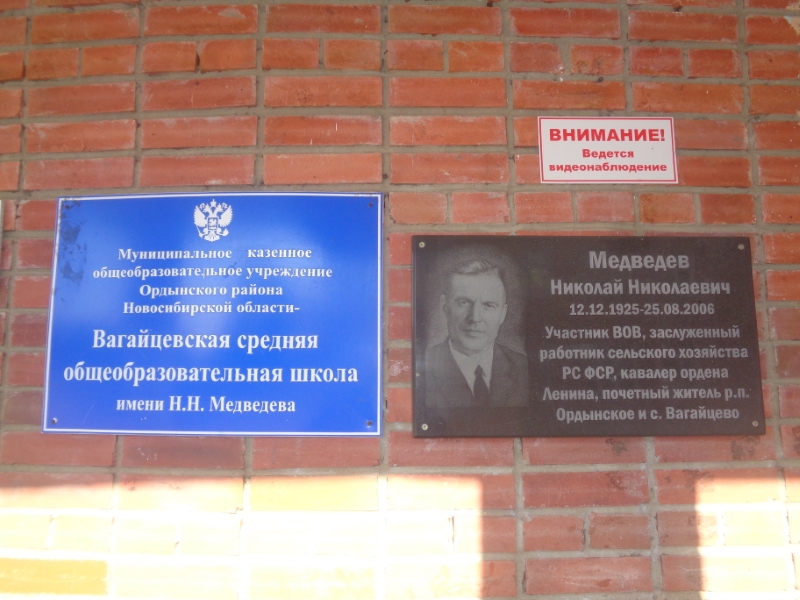 ВНИМАНИЕ!
Ведется
видеонаблюдение
Муниципальное казенное
общеобразовательное учреждение
Ордынского района
Новосибирской области-
Вагайцевская средняя
общеобразовательная школа
имени Н.Н. Медведева
Медведев
Николай Николаевич
12.12.1925-25.08.2006
Участник ВОВ, заслуженный
работник сельского хозяйства
РС ФСР, кавалер ордена
Ленина, почетный житель р.п.
Ордынское и с. Вагайцево